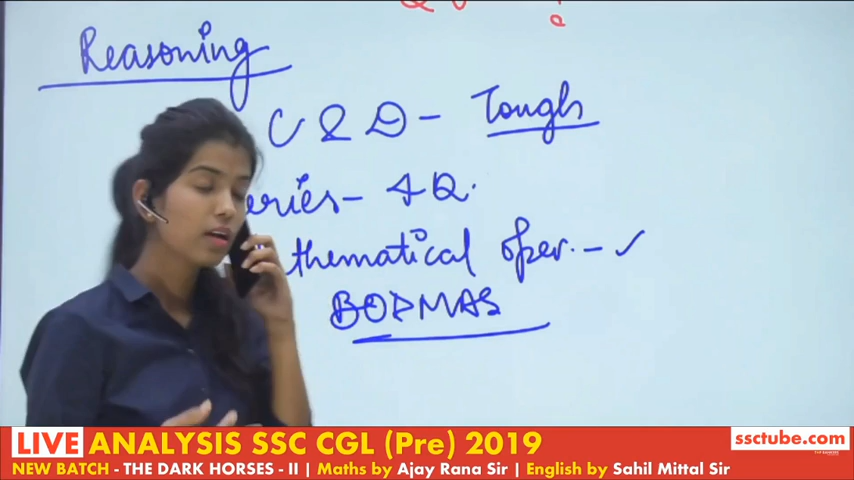 Reasoning
C & D - Tough
eries - 4 Q.
thematical oper. - ✓
BODMAS
LIVE ANALYSIS SSC CGL (Pre) 2019
ssctube.com
NEW BATCH - THE DARK HORSES - II | Maths by Ajay Rana Sir | English by Sahil Mittal Sir